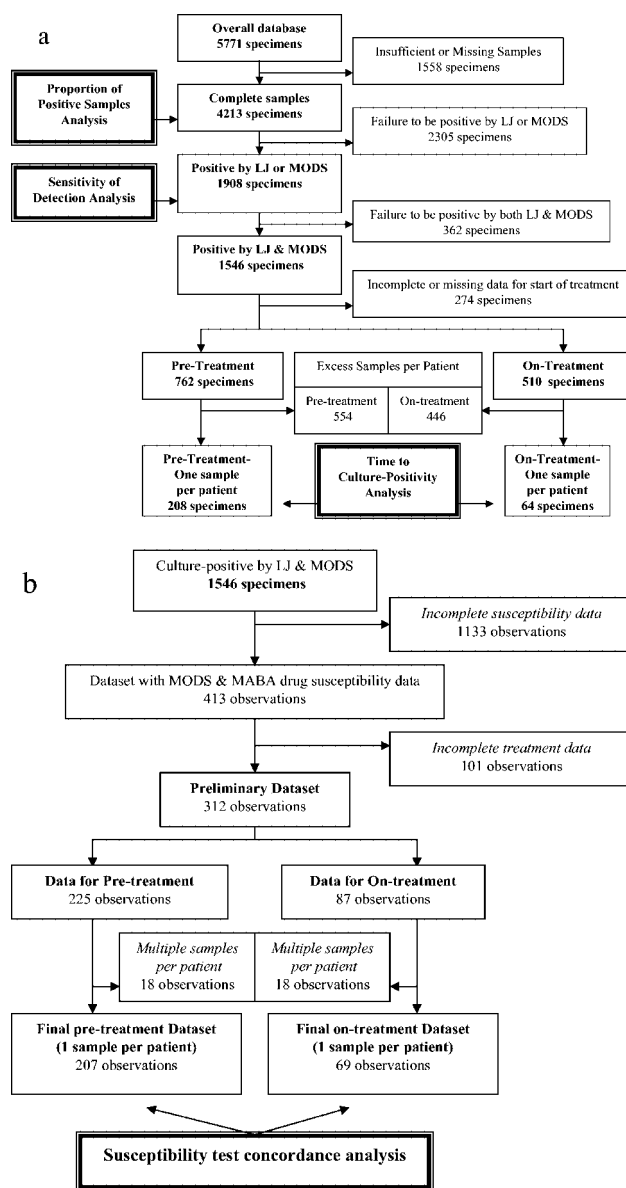 a
Overall database
5771 specimens
Insufficient or Missing Samples
1558 specimens
Proportion of
Positive Samples
Analysis
Complete samples
4213 specimens
Failure to be positive by LJ or MODS
2305 specimens
Sensitivity of
Detection Analysis
Positive by LJ or MODS
1908 specimens
Failure to be positive by both LJ & MODS
362 specimens
Positive by LJ & MODS
1546 specimens
Incomplete or missing data for start of treatment
274 specimens
Pre-Treatment
762 specimens
Excess Samples per Patient
Pre-treatment
554
On-treatment
446
On-Treatment
510 specimens
Pre-Treatment-
One sample
per patient
208 specimens
Time to
Culture-Positivity
Analysis
On-Treatment-
One sample
per patient
64 specimens
b
Culture-positive by LJ & MODS
1546 specimens
Incomplete susceptibility data
1133 observations
Dataset with MODS & MABA drug susceptibility data
413 observations
Incomplete treatment data
101 observations
Preliminary Dataset
312 observations
Data for Pre-treatment
225 observations
Data for On-treatment
87 observations
Multiple samples
per patient
18 observations
Multiple samples
per patient
18 observations
Final pre-treatment Dataset
(1 sample per patient)
207 observations
Final on-treatment Dataset
(1 sample per patient)
69 observations
Susceptibility test concordance analysis